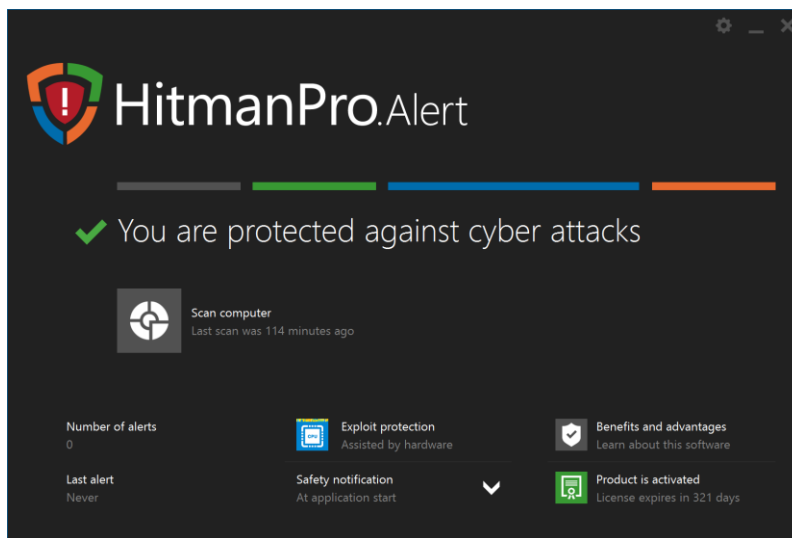 HitmanPro.Alert
You are protected against cyber attacks
Scan computer
Last scan was 114 minutes ago
Number of alerts
0
Exploit protection
Assisted by hardware
Benefits and advantages
Learn about this software
Last alert
Never
Safety notification
At application start
Product is activated
License expires in 321 days
CPU